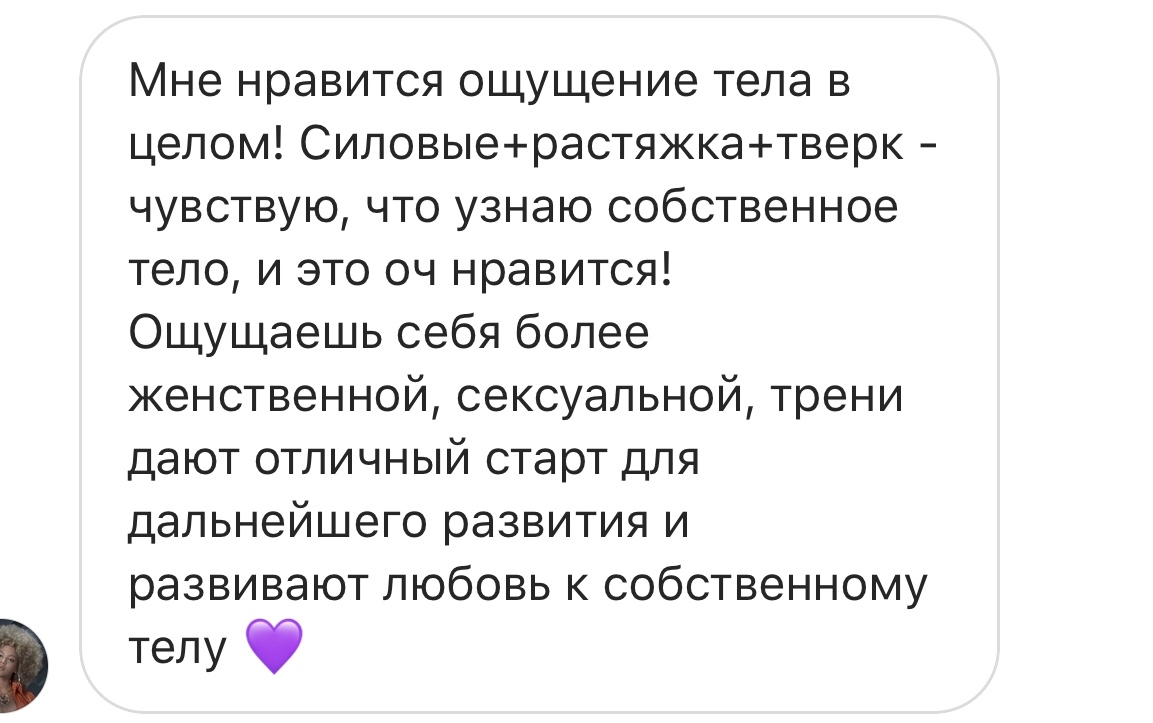 Мне нравится ощущение тела в
целом! Силовые+растяжка+тверк -
чувствую, что узнаю собственное
тело, и это оч нравится!
Ощущаешь себя более
женственной, сексуальной, трени
дают отличный старт для
дальнейшего развития и
развивают любовь к собственному
телу 💜